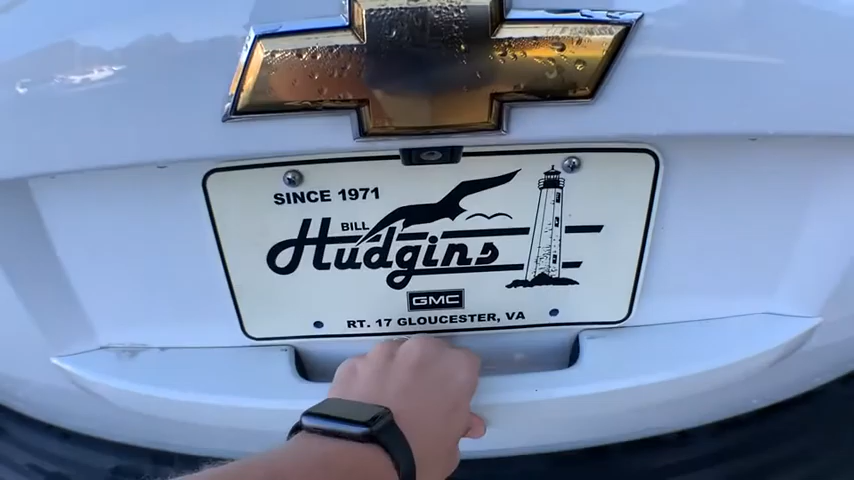 SINCE 1971
BILL
Hudgins
GMC
RT. 17 GLOUCESTER, VA